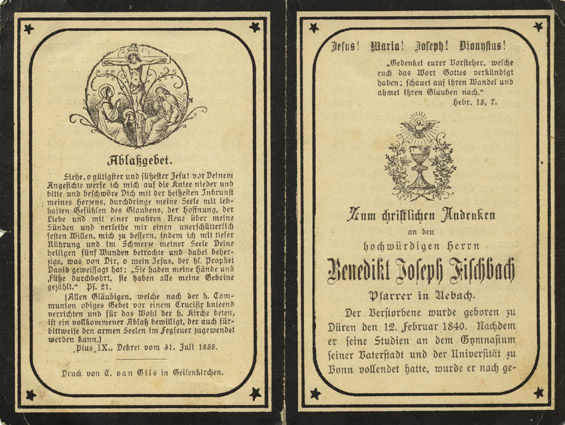 Ablaßgebet.
Siehe, o gütigster und süßester Jesu! vor Deinem
Angesichte werfe ich mich auf die Kniee nieder und
bitte und beschwöre Dich mit der heißesten Inbrunst
meines Herzens, durchdringe meine Seele mit leb-
haften Gefühlen des Glaubens, der Hoffnung, der
Liebe und mit einer wahren Reue über meine
Sünden und verleihe mir einen unerschütterlich
festen Willen, mich zu bessern, indem ich mit tiefer
Rührung und im Schmerze meiner Seele Deine
heiligen fünf Wunden betrachte und dabei beher-
zige, was von Dir, o mein Jesus, der hl. Prophet
David geweissagt hat: „Sie haben meine Hände und
Füße durchbohrt, sie haben alle meine Gebeine
gezählt.“ Ps. 21.
(Allen Gläubigen, welche nach der h. Com-
munion obiges Gebet vor einem Crucifix knieend
verrichten und für das Wohl der h. Kirche beten,
ist ein vollkommener Ablaß bewilligt, der auch für-
bittweise den armen Seelen im Fegfeuer zugewendet
werden kann.)
Pius IX., Dekret vom 31. Juli 1858.
Druck von C. van Gils in Geilenkirchen.
Jesus! Maria! Joseph! Dionysius!
„Gedenket eurer Vorsteher, welche
euch das Wort Gottes verkündigt
haben; schauet auf ihren Wandel und
ahmet ihren Glauben nach.“
Hebr. 13, 7.
Zum christlichen Andenken
an den
hochwürdigen Herrn
Benedikt Joseph Fischbach
Pfarrer in Uebach.
Der Verstorbene wurde geboren zu
Düren den 12. Februar 1840. Nachdem
er seine Studien an dem Gymnasium
seiner Vaterstadt und der Universität zu
Bonn vollendet hatte, wurde er nach ge-